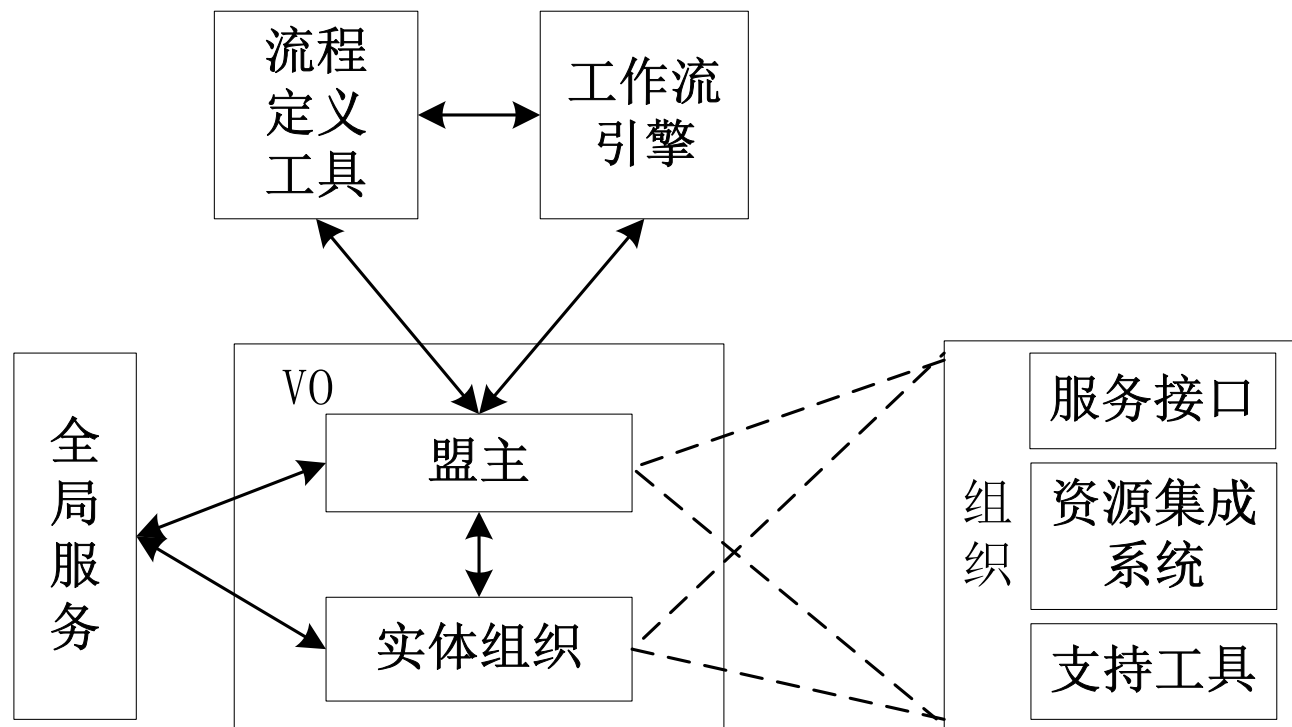 流程
定义
工具
工作流
引擎
VO
盟主
实体组织
全
局
服
务
组
织
服务接口
资源集成
系统
支持工具